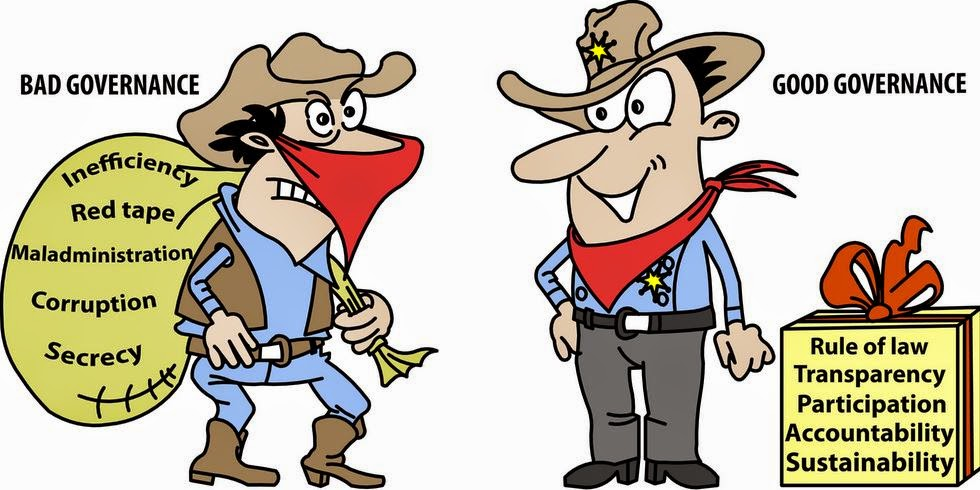 BAD GOVERNANCE
Inefficiency
Red tape
Maladministration
Corruption
Secrecy
GOOD GOVERNANCE
Rule of law
Transparency
Participation
Accountability
Sustainability